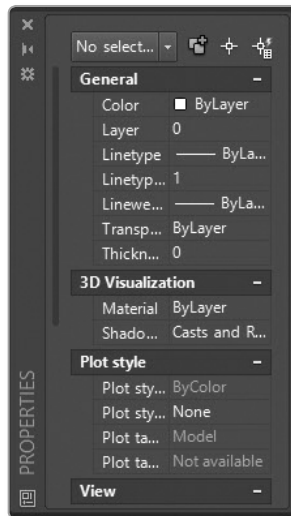 No select...
General
Color ByLayer
Layer 0
Linetype ByLa...
Linetyp... 1
Linewe... ByLa...
Transp... ByLayer
Thickn... 0
3D Visualization
Material ByLayer
Shado... Casts and R...
Plot style
Plot sty... ByColor
Plot sty... None
Plot ta... Model
Plot ta... Not available
View
PROPERTIES